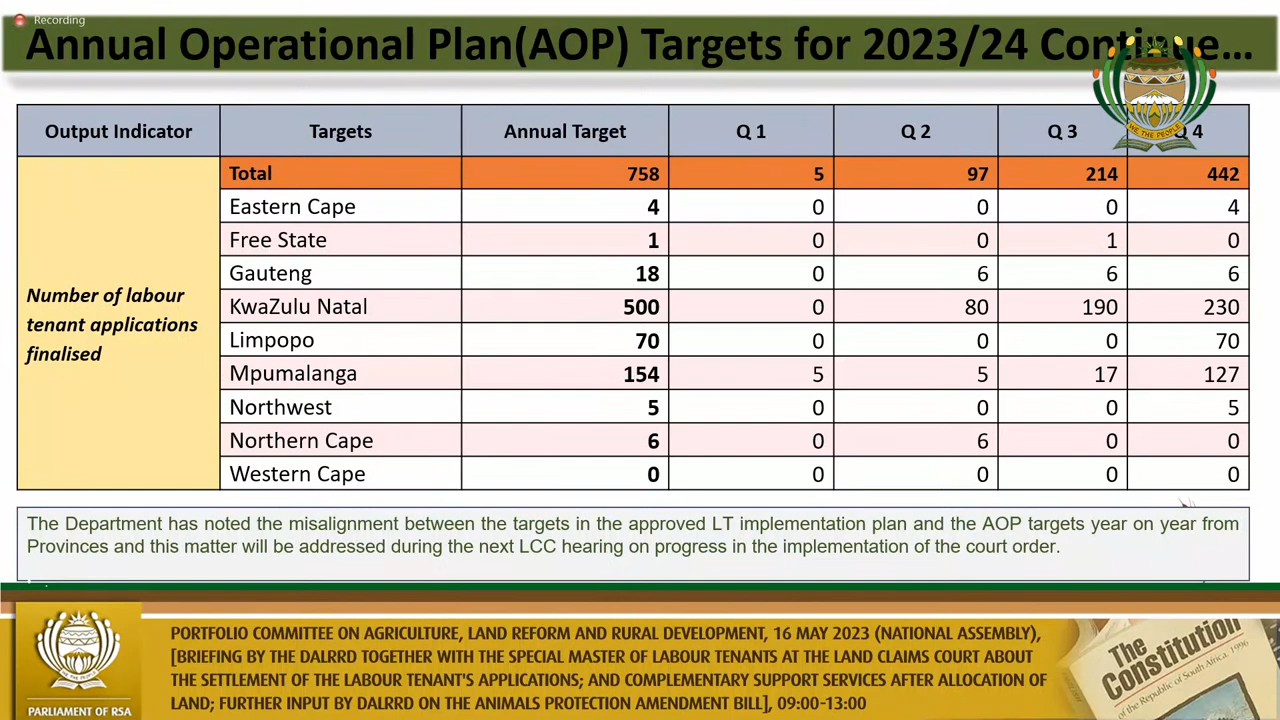 Recording
Annual Operational Plan(AOP) Targets for 2023/24 Continue...
Output Indicator Targets Annual Target Q 1 Q 2 Q 3 Q 4
Total 758 5 97 214 442
Eastern Cape 4 0 0 0 4
Free State 1 0 0 1 0
Gauteng 18 0 6 6 6
KwaZulu Natal 500 0 80 190 230
Limpopo 70 0 0 0 70
Mpumalanga 154 5 5 17 127
Northwest 5 0 0 0 5
Northern Cape 6 0 6 0 0
Western Cape 0 0 0 0 0
Number of labour
tenant applications
finalised
The Department has noted the misalignment between the targets in the approved LT implementation plan and the AOP targets year on year from
Provinces and this matter will be addressed during the next LCC hearing on progress in the implementation of the court order.
WE THE PEOPLE
PARLIAMENT OF RSA
PORTFOLIO COMMITTEE ON AGRICULTURE, LAND REFORM AND RURAL DEVELOPMENT, 16 MAY 2023 (NATIONAL ASSEMBLY),
[BRIEFING BY THE DALRRD TOGETHER WITH THE SPECIAL MASTER OF LABOUR TENANTS AT THE LAND CLAIMS COURT ABOUT
THE SETTLEMENT OF THE LABOUR TENANT'S APPLICATIONS; AND COMPLEMENTARY SUPPORT SERVICES AFTER ALLOCATION OF
LAND; FURTHER INPUT BY DALRRD ON THE ANIMALS PROTECTION AMENDMENT BILL], 09:00-13:00
The
Constitution
of the Republic of South Africa, 1996